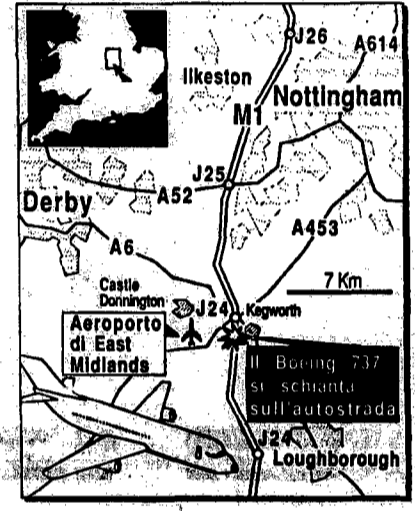 J26
A614
Ilkeston
Nottingham
M1
J25
A52
Derby
A453
A6
7 Km
Castle
Donnington
J24
Kegworth
Aeroporto
di East
Midlands
Il Boeing 737
si schianta
sull'autostrada
J24
Loughborough